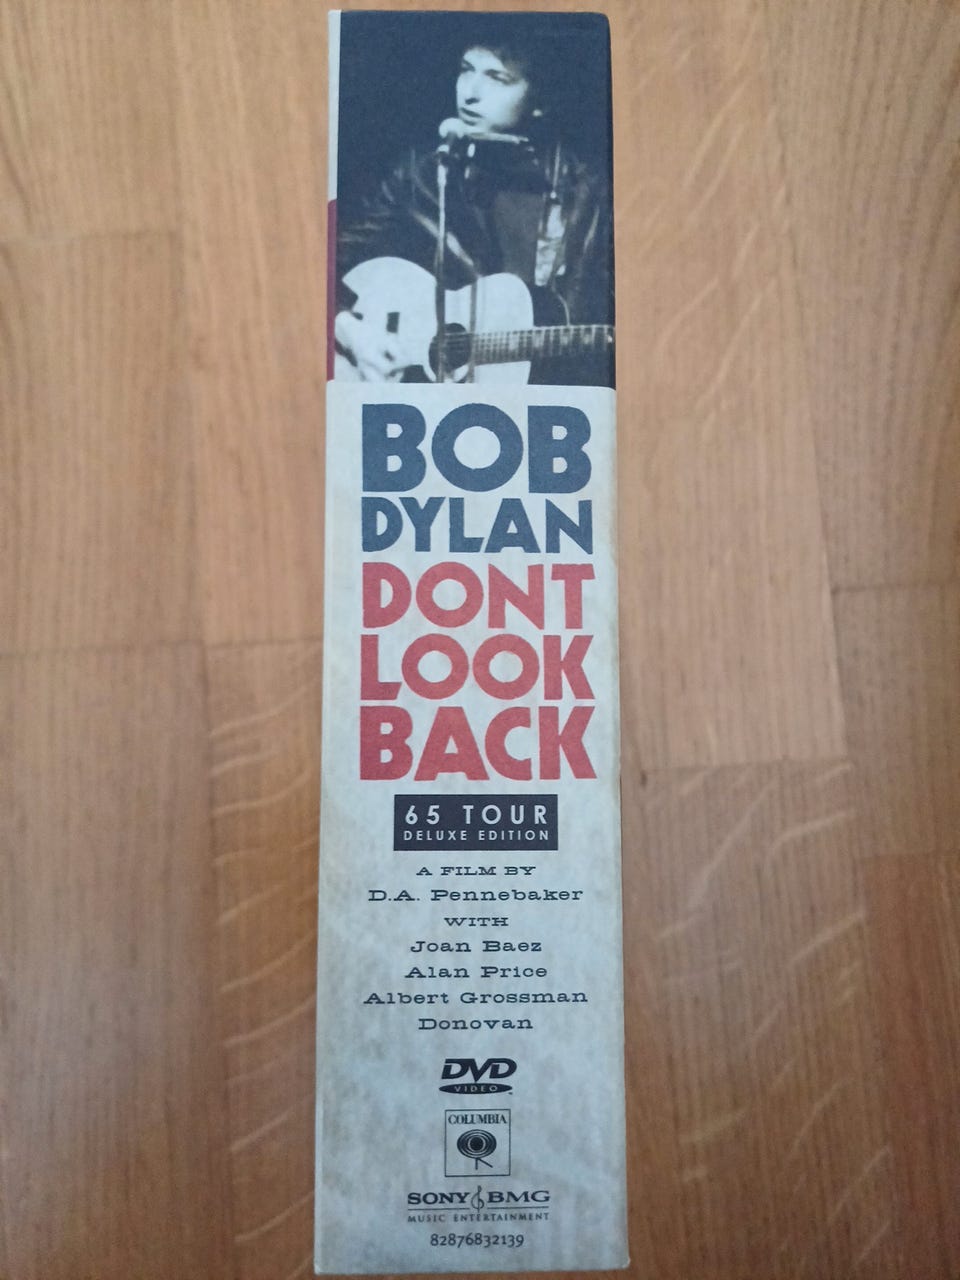 BOB
DYLAN
DONT
LOOK
BACK
65 TOUR
DELUXE EDITION
A FILM BY
D.A. Pennebaker
WITH
Joan Baez
Alan Price
Albert Grossman
Donovan
DVD
VIDEO
COLUMBIA
SONY BMG
MUSIC ENTERTAINMENT
82876832139